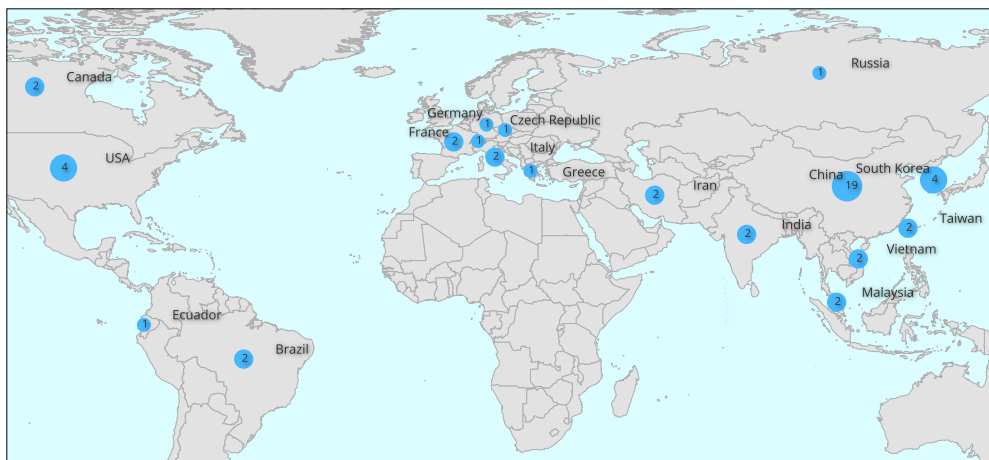 Russia
1
Canada
2
Germany
1
Czech Republic
1
France
2
1
Italy
2
USA
4
Greece
1
South Korea
4
China
19
Iran
2
Taiwan
2
India
2
Vietnam
2
Malaysia
2
Ecuador
1
Brazil
2